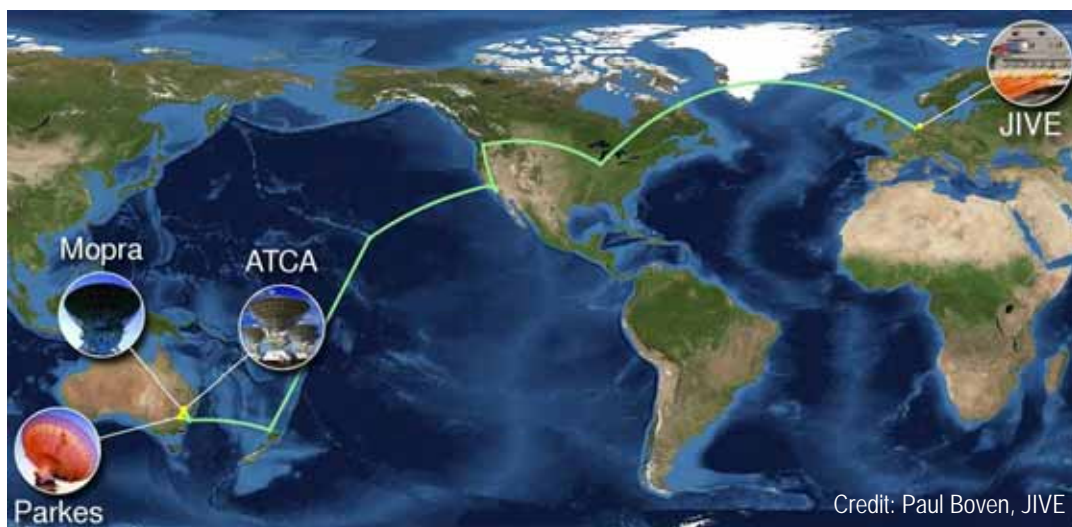 JIVE
Mopra
ATCA
Parkes
Credit: Paul Boven, JIVE